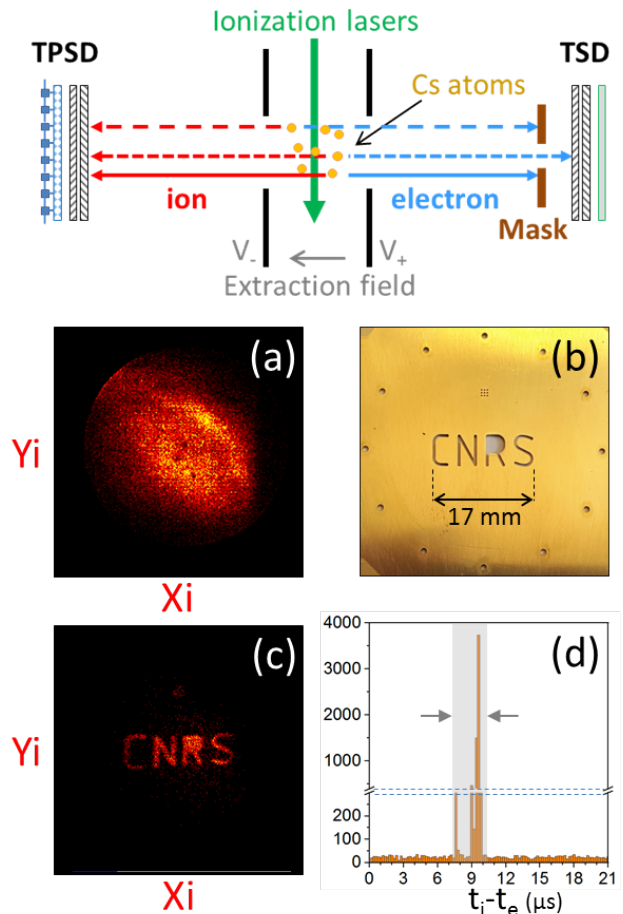 Ionization lasers
TPSD
TSD
Cs atoms
ion
electron
Mask
V₋
V₊
Extraction field
(a)
Yi
Xi
(b)
CNRS
17 mm
(c)
Yi
CNRS
Xi
(d)
4000
3000
2000
1000
200
100
0
0 3 6 9 12 15 18 21
tᵢ-tₑ (μs)